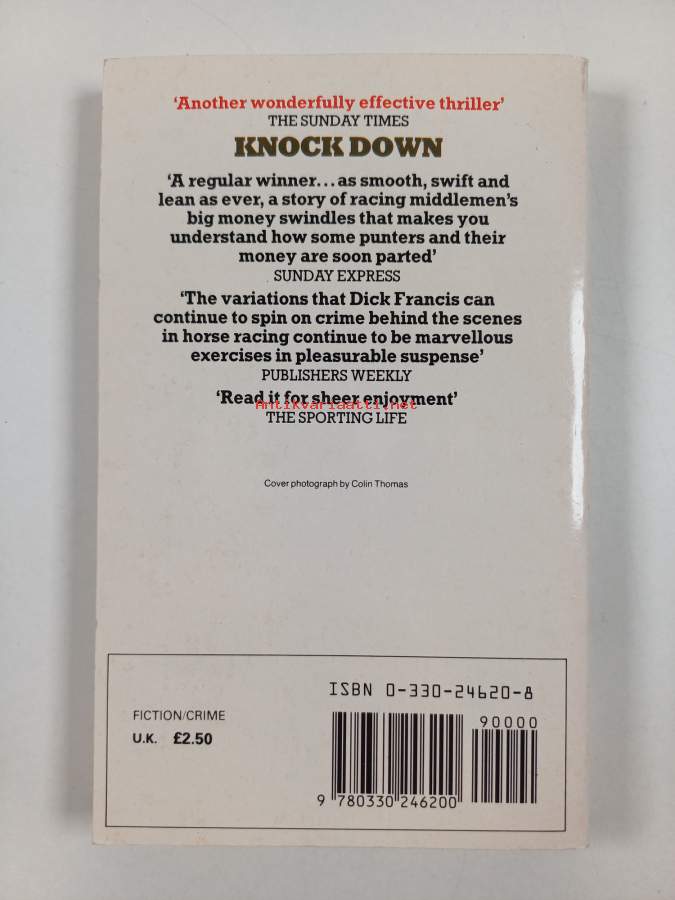 ‘Another wonderfully effective thriller’
THE SUNDAY TIMES
KNOCK DOWN
‘A regular winner...as smooth, swift and
lean as ever, a story of racing middlemen's
big money swindles that makes you
understand how some punters and their
money are soon parted’
SUNDAY EXPRESS
‘The variations that Dick Francis can
continue to spin on crime behind the scenes
in horse racing continue to be marvellous
exercises in pleasurable suspense’
PUBLISHERS WEEKLY
‘Read it for sheer enjoyment’
Antikvariaatti.net
THE SPORTING LIFE
Cover photograph by Colin Thomas
ISBN 0-330-24620-8
FICTION/CRIME
U.K. £2.50
90000
9 780330 246200